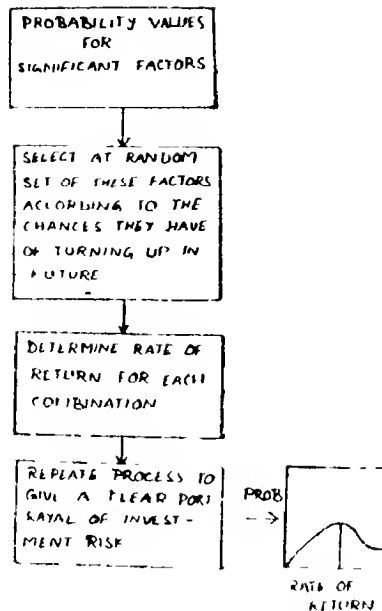 PROBABILITY VALUES
FOR
SIGNIFICANT FACTORS
SELECT AT RANDOM
SET OF THESE FACTORS
ACCORDING TO THE
CHANCES THEY HAVE
OF TURNING UP IN
FUTURE
DETERMINE RATE OF
RETURN FOR EACH
COMBINATION
REPEATE PROCESS TO
GIVE A CLEAR PORT
RAYAL OF INVEST-
MENT RISK
PROB
RATE OF
RETURN